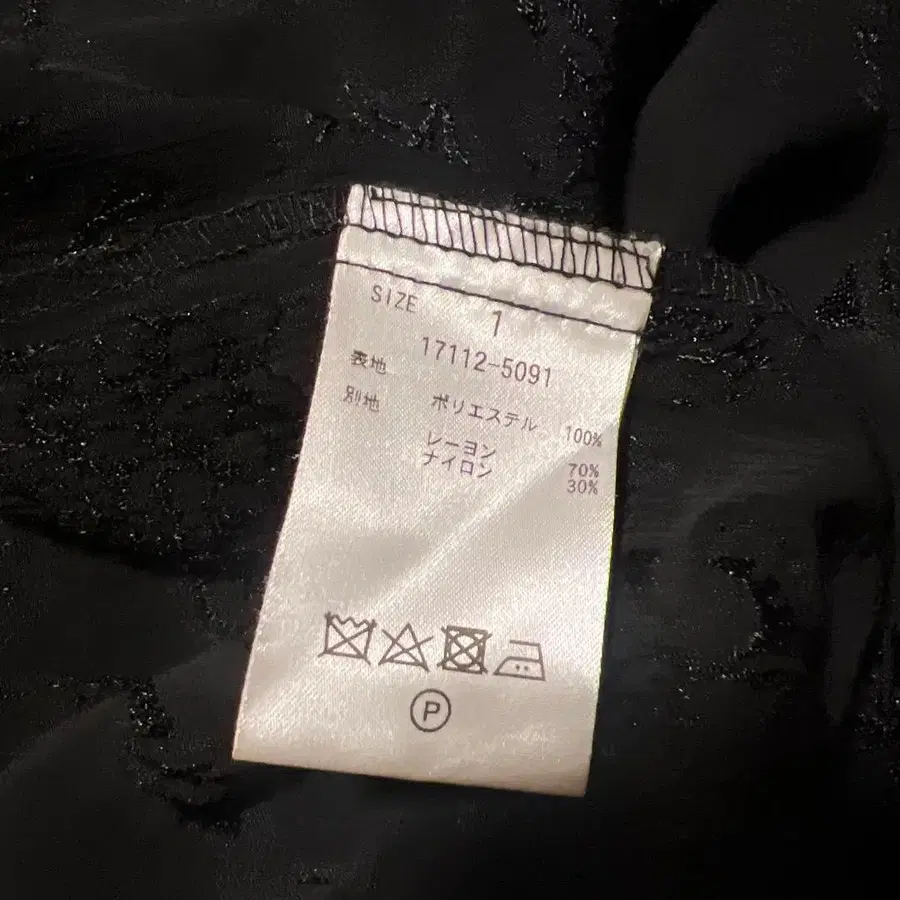 SIZE 1
17112-5091
表地 ポリエステル 100%
別地 レーヨン 70%
ナイロン 30%
P